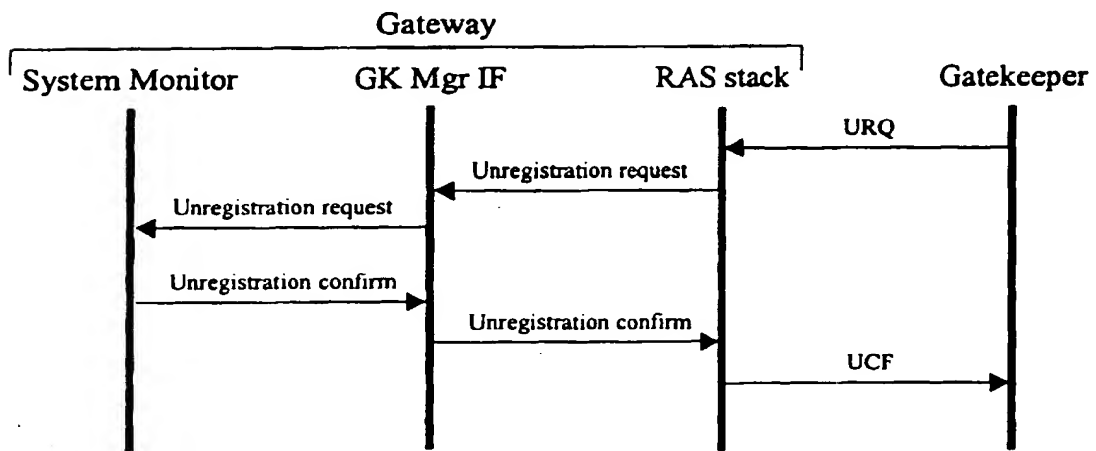 Gateway
System Monitor
GK Mgr IF
RAS stack
Gatekeeper
URQ
Unregistration request
Unregistration request
Unregistration confirm
Unregistration confirm
UCF